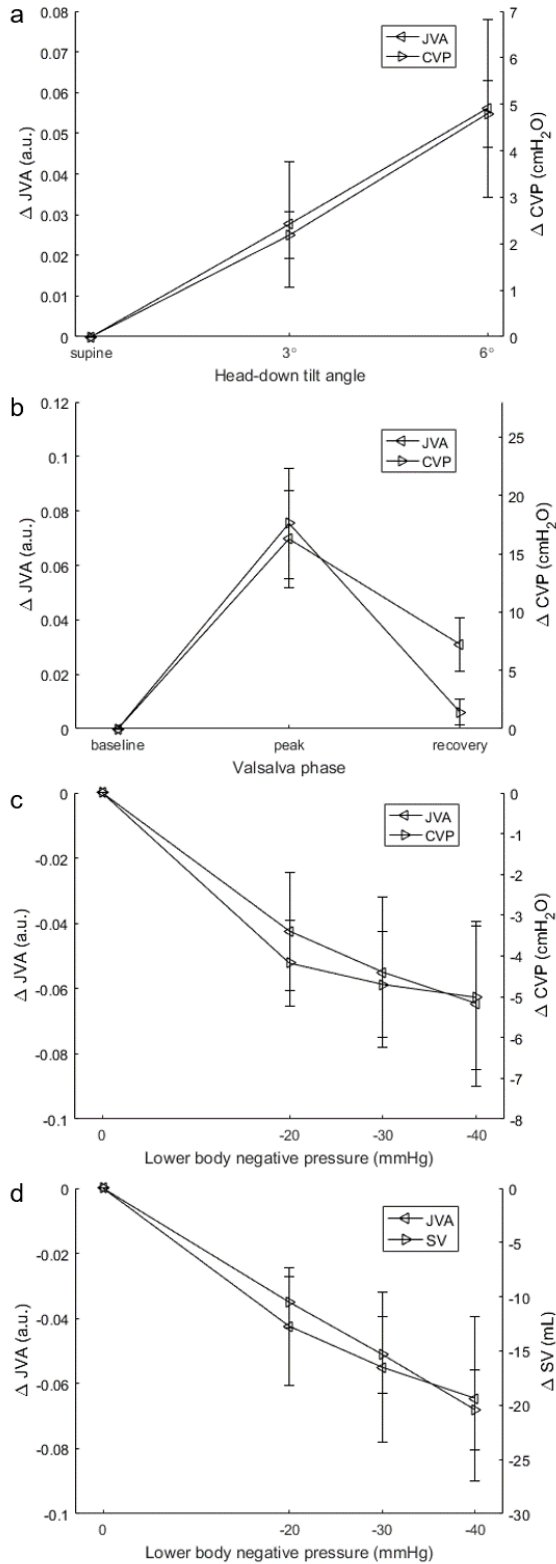 a
0.08
0.07
0.06
0.05
0.04
0.03
0.02
0.01
0
Δ JVA (a.u.)
7
6
5
4
3
2
1
0
Δ CVP (cmH₂O)
JVA
CVP
supine 3° 6°
Head-down tilt angle
b
0.12
0.1
0.08
0.06
0.04
0.02
0
Δ JVA (a.u.)
25
20
15
10
5
0
Δ CVP (cmH₂O)
JVA
CVP
baseline peak recovery
Valsalva phase
c
0
-0.02
-0.04
-0.06
-0.08
-0.1
Δ JVA (a.u.)
0
-1
-2
-3
-4
-5
-6
-7
-8
Δ CVP (cmH₂O)
JVA
CVP
0 -20 -30 -40
Lower body negative pressure (mmHg)
d
0
-0.02
-0.04
-0.06
-0.08
-0.1
Δ JVA (a.u.)
0
-5
-10
-15
-20
-25
-30
Δ SV (mL)
JVA
SV
0 -20 -30 -40
Lower body negative pressure (mmHg)